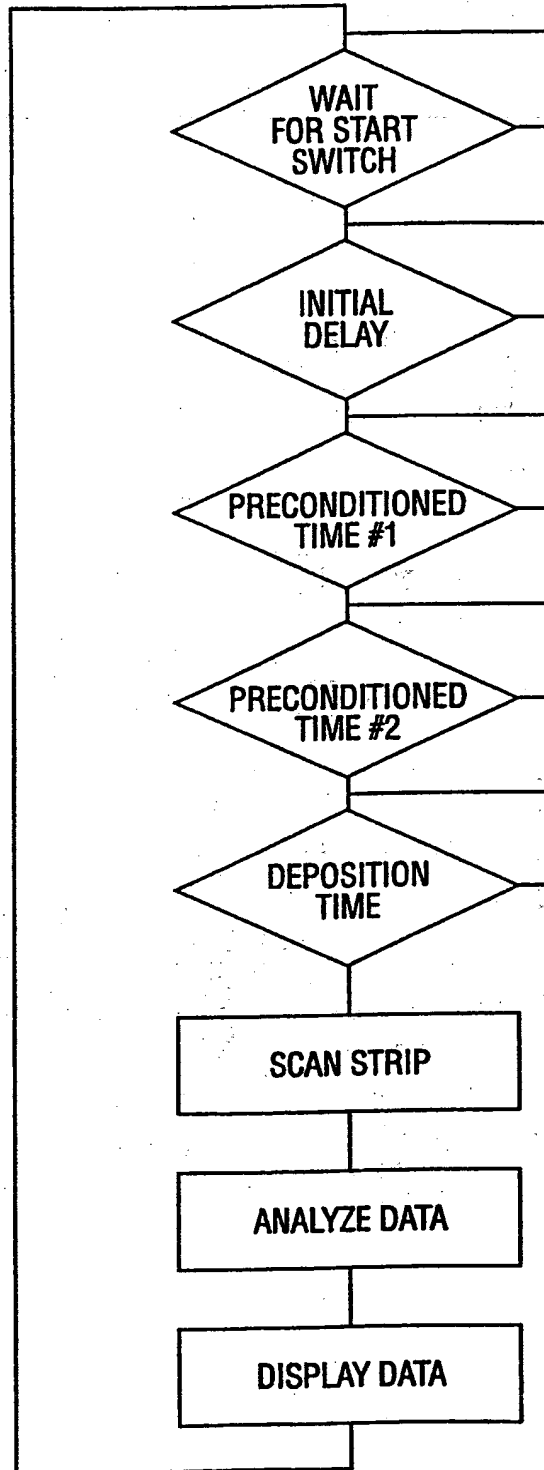 WAIT
FOR START
SWITCH
INITIAL
DELAY
PRECONDITIONED
TIME #1
PRECONDITIONED
TIME #2
DEPOSITION
TIME
SCAN STRIP
ANALYZE DATA
DISPLAY DATA